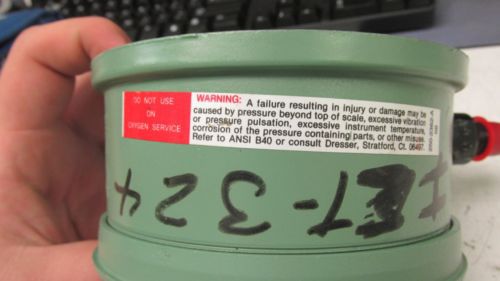 DO NOT USE
ON
OXYGEN SERVICE
WARNING: A failure resulting in injury or damage may be
caused by pressure beyond top of scale, excessive vibration
or pressure pulsation, excessive instrument temperature,
corrosion of the pressure containing parts, or other misuse.
Refer to ANSI B40 or consult Dresser, Stratford, Ct. 06497.